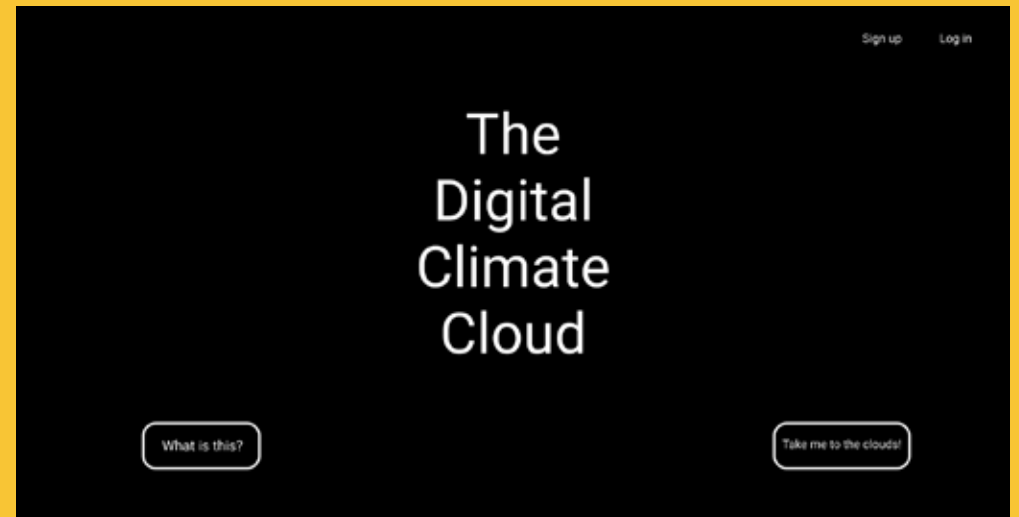 Sign up Log in
The
Digital
Climate
Cloud
What is this? Take me to the clouds!